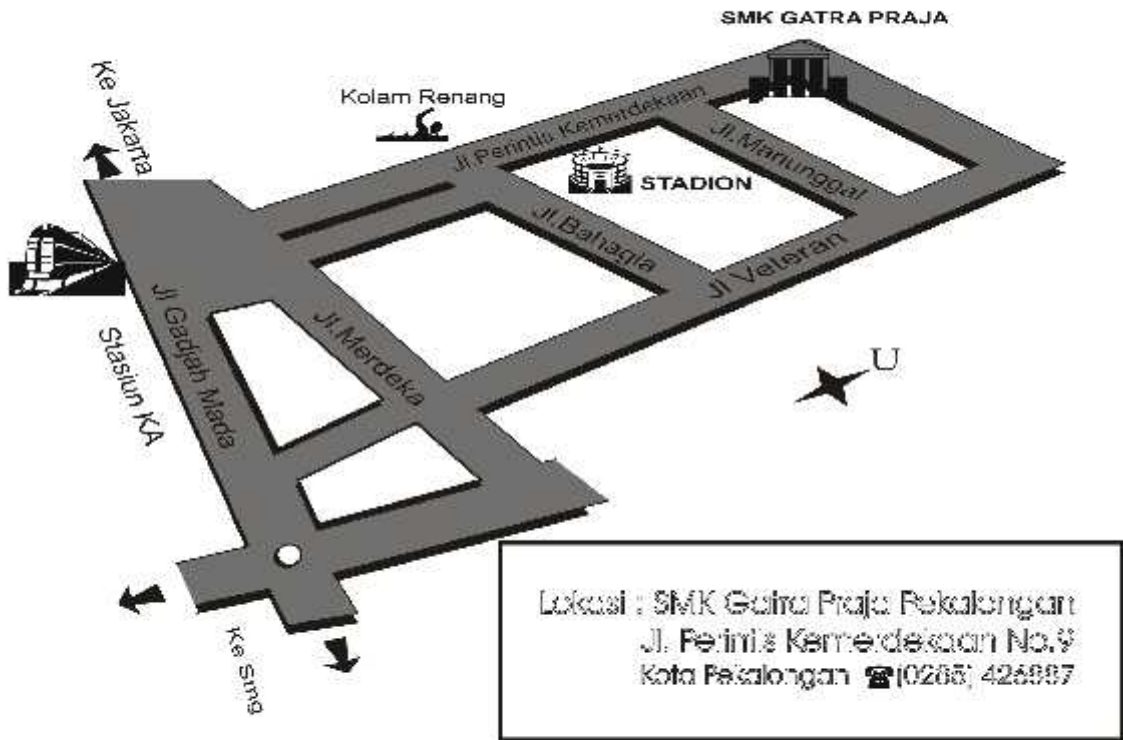 SMK GATRA PRAJA
Ke Jakarta
Kolam Renang
Jl Perintis Kemerdekaan
Jl.Manunggal
STADION
Jl.Bahagia
Jl Veteran
Jl Gadjah Mada
Jl.Merdeka
Stasiun KA
U
Ke Smg
Lokasi : SMK Gatra Praja Pekalongan
Jl. Perintis Kemerdekaan No.9
Kota Pekalongan ☎(0285) 426887